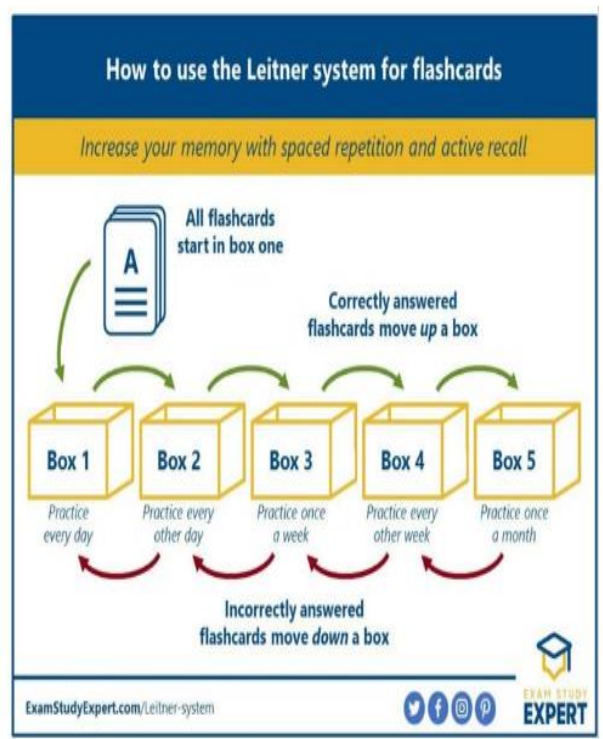 How to use the Leitner system for flashcards
Increase your memory with spaced repetition and active recall
All flashcards
start in box one
A
Correctly answered
flashcards move up a box
Box 1
Box 2
Box 3
Box 4
Box 5
Practice
every day
Practice every
other day
Practice once
a week
Practice every
other week
Practice once
a month
Incorrectly answered
flashcards move down a box
ExamStudyExpert.com/Leitner-system
EXAM STUDY
EXPERT